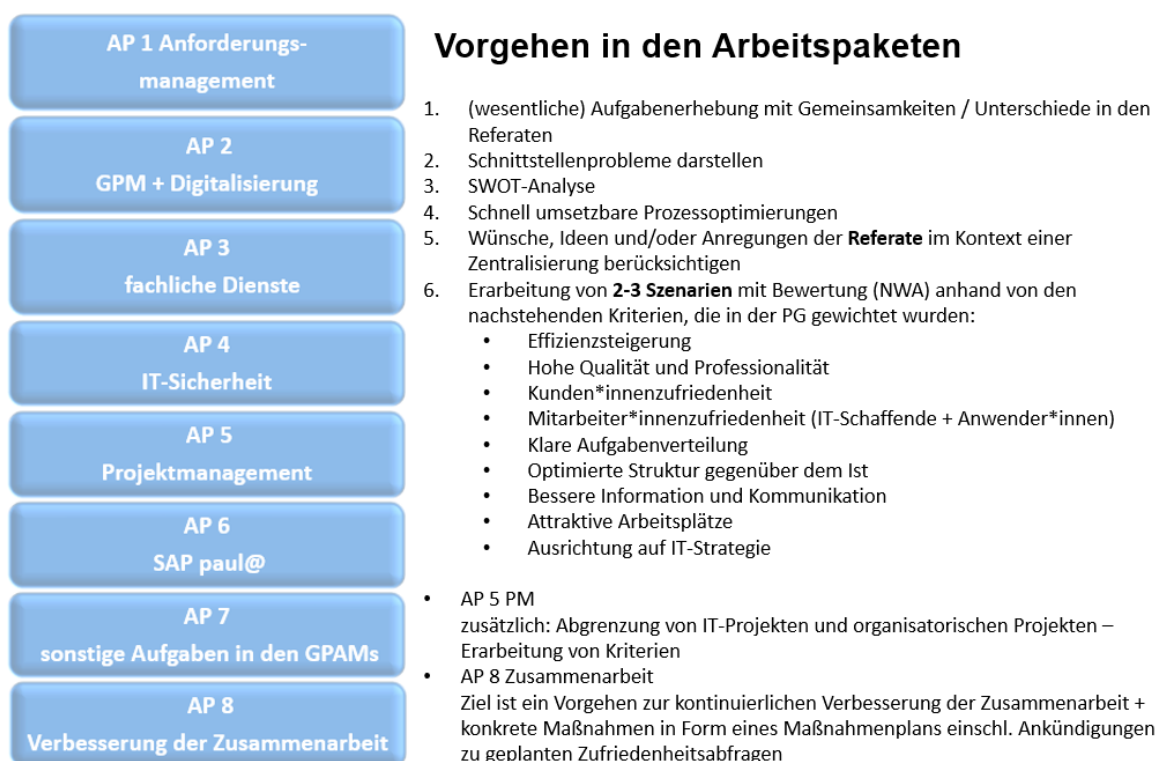 AP 1 Anforderungs-
management
AP 2
GPM + Digitalisierung
AP 3
fachliche Dienste
AP 4
IT-Sicherheit
AP 5
Projektmanagement
AP 6
SAP paul@
AP 7
sonstige Aufgaben in den GPAMs
AP 8
Verbesserung der Zusammenarbeit
Vorgehen in den Arbeitspaketen
1. (wesentliche) Aufgabenerhebung mit Gemeinsamkeiten / Unterschiede in den
Referaten
2. Schnittstellenprobleme darstellen
3. SWOT-Analyse
4. Schnell umsetzbare Prozessoptimierungen
5. Wünsche, Ideen und/oder Anregungen der Referate im Kontext einer
Zentralisierung berücksichtigen
6. Erarbeitung von 2-3 Szenarien mit Bewertung (NWA) anhand von den
nachstehenden Kriterien, die in der PG gewichtet wurden:
• Effizienzsteigerung
• Hohe Qualität und Professionalität
• Kunden*innenzufriedenheit
• Mitarbeiter*innenzufriedenheit (IT-Schaffende + Anwender*innen)
• Klare Aufgabenverteilung
• Optimierte Struktur gegenüber dem Ist
• Bessere Information und Kommunikation
• Attraktive Arbeitsplätze
• Ausrichtung auf IT-Strategie
• AP 5 PM
zusätzlich: Abgrenzung von IT-Projekten und organisatorischen Projekten –
Erarbeitung von Kriterien
• AP 8 Zusammenarbeit
Ziel ist ein Vorgehen zur kontinuierlichen Verbesserung der Zusammenarbeit +
konkrete Maßnahmen in Form eines Maßnahmenplans einschl. Ankündigungen
zu geplanten Zufriedenheitsabfragen